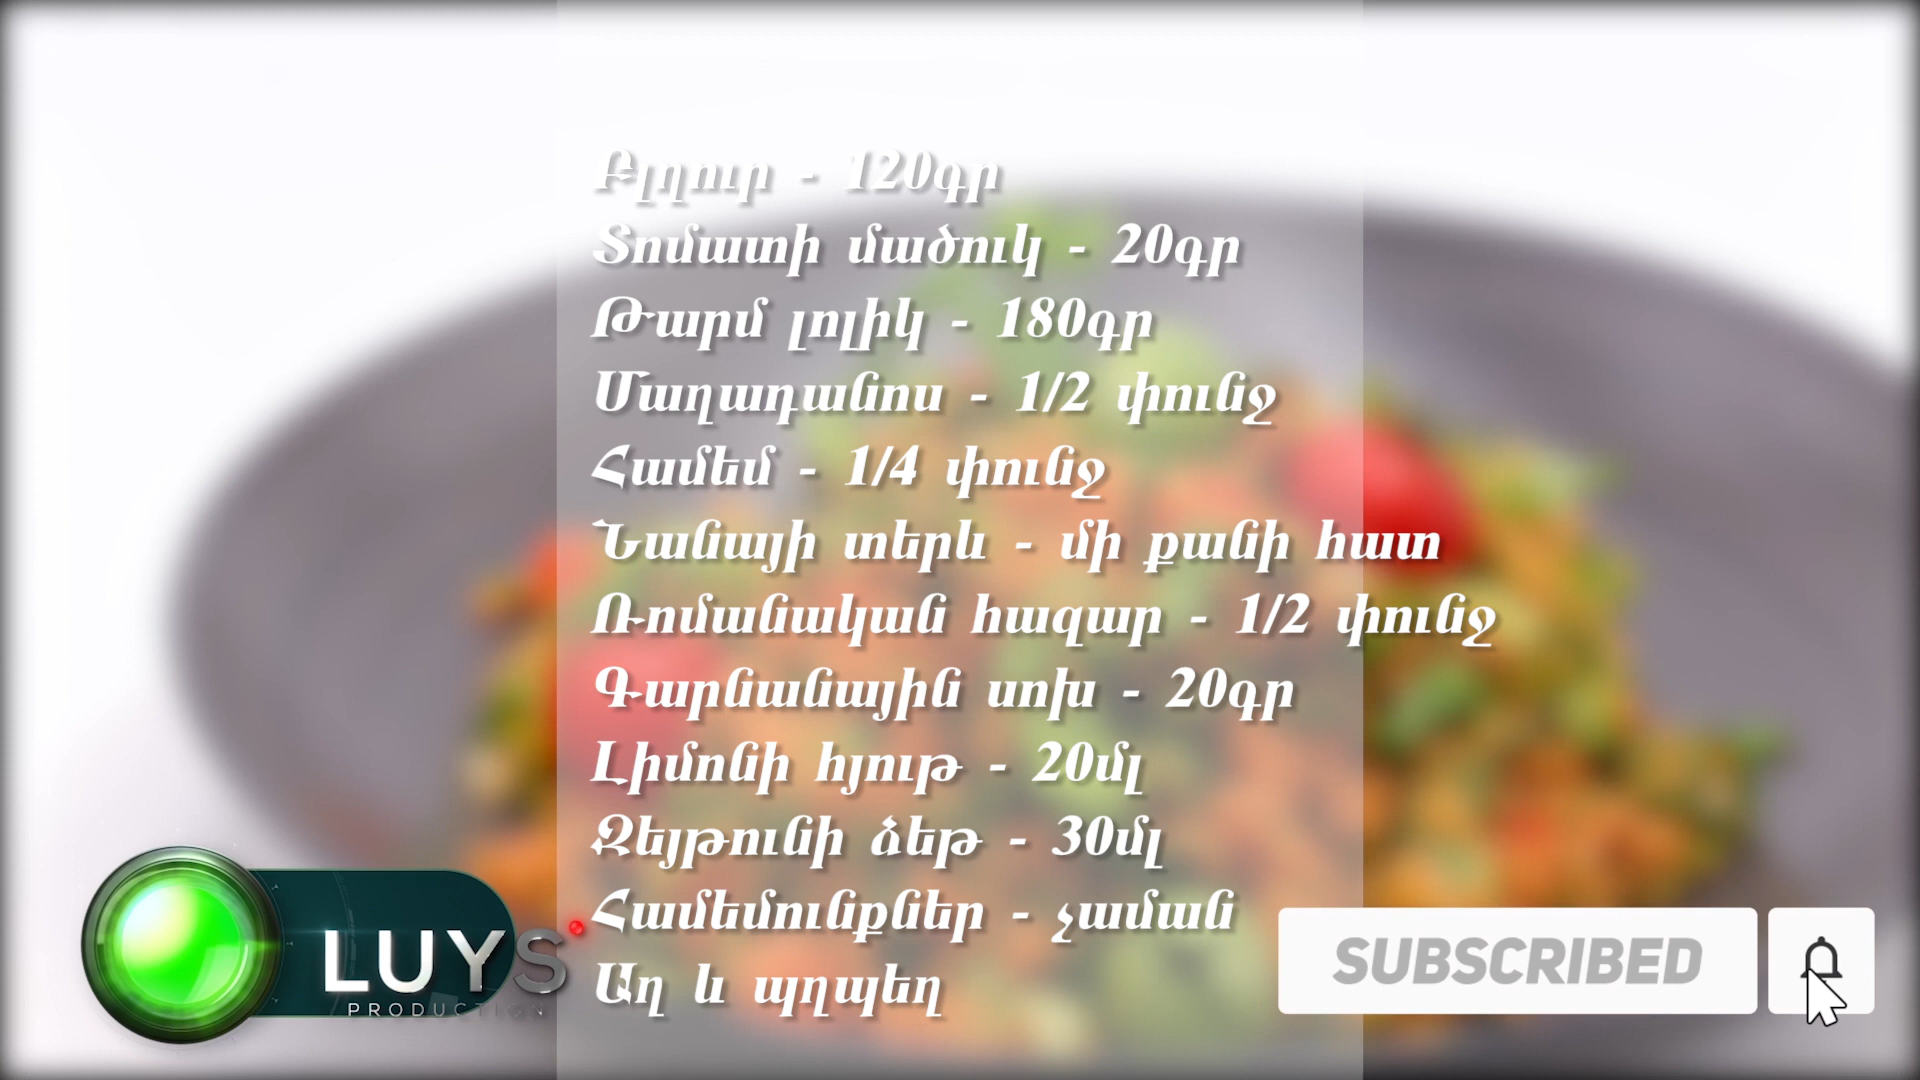 Բլղուր - 120գր
Տոմատի մածուկ - 20գր
Թարմ լոլիկ - 180գր
Մաղադանոս - 1/2 փունջ
Համեմ - 1/4 փունջ
Նանայի տերև - մի քանի հատ
Ռոմանական հազար - 1/2 փունջ
Գարնանային սոխ - 20գր
Լիմոնի հյութ - 20մլ
Ձեյթունի ձեթ - 30մլ
Համեմունքներ - չաման
Աղ և պղպեղ
LUYS
PRODUCTION
SUBSCRIBED